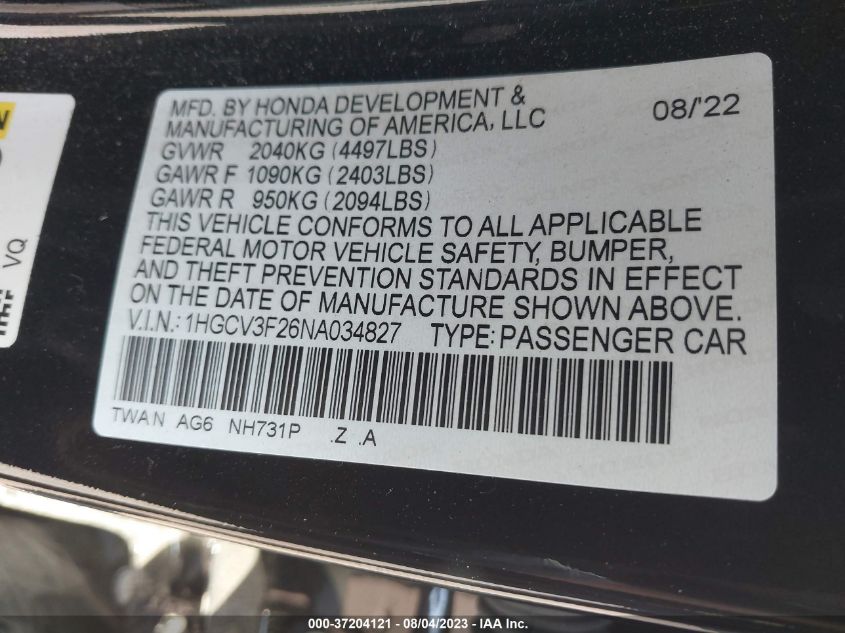 MFD. BY HONDA DEVELOPMENT &
MANUFACTURING OF AMERICA, LLC
08/'22
GVWR 2040KG (4497LBS)
GAWR F 1090KG (2403LBS)
GAWR R 950KG (2094LBS)
THIS VEHICLE CONFORMS TO ALL APPLICABLE
FEDERAL MOTOR VEHICLE SAFETY, BUMPER,
AND THEFT PREVENTION STANDARDS IN EFFECT
ON THE DATE OF MANUFACTURE SHOWN ABOVE.
V.I.N.: 1HGCV3F26NA034827 TYPE: PASSENGER CAR
TWAN AG6 NH731P .Z .A
VQ
000-37204121 - 08/04/2023 - IAA Inc.